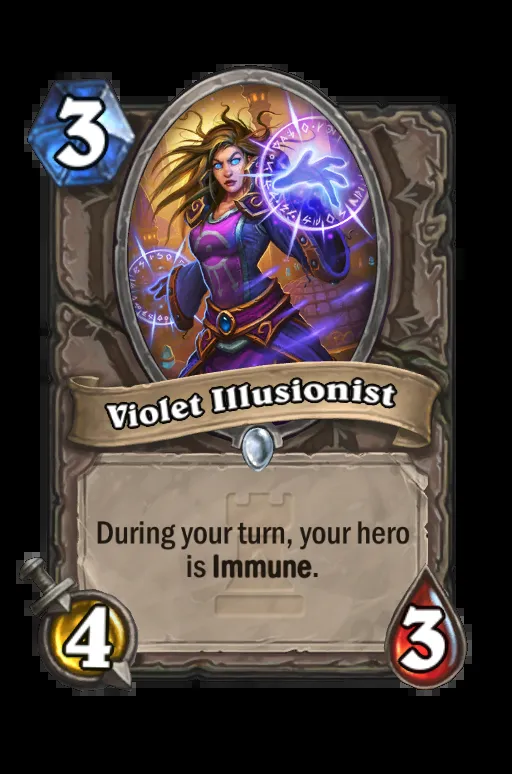 3
Violet Illusionist
During your turn, your hero
is Immune.
4
3